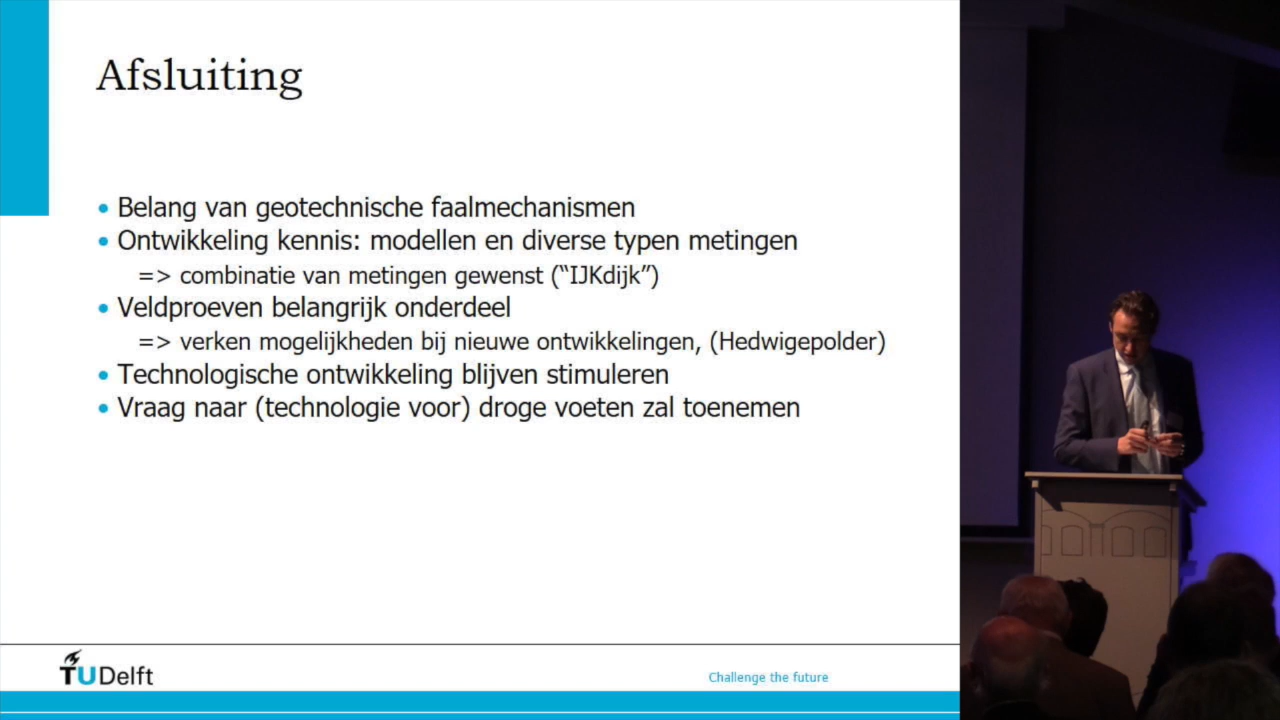 Afsluiting
• Belang van geotechnische faalmechanismen
• Ontwikkeling kennis: modellen en diverse typen metingen
=> combinatie van metingen gewenst (“IJKdijk”)
• Veldproeven belangrijk onderdeel
=> verken mogelijkheden bij nieuwe ontwikkelingen, (Hedwigepolder)
• Technologische ontwikkeling blijven stimuleren
• Vraag naar (technologie voor) droge voeten zal toenemen
TUDelft
Challenge the future